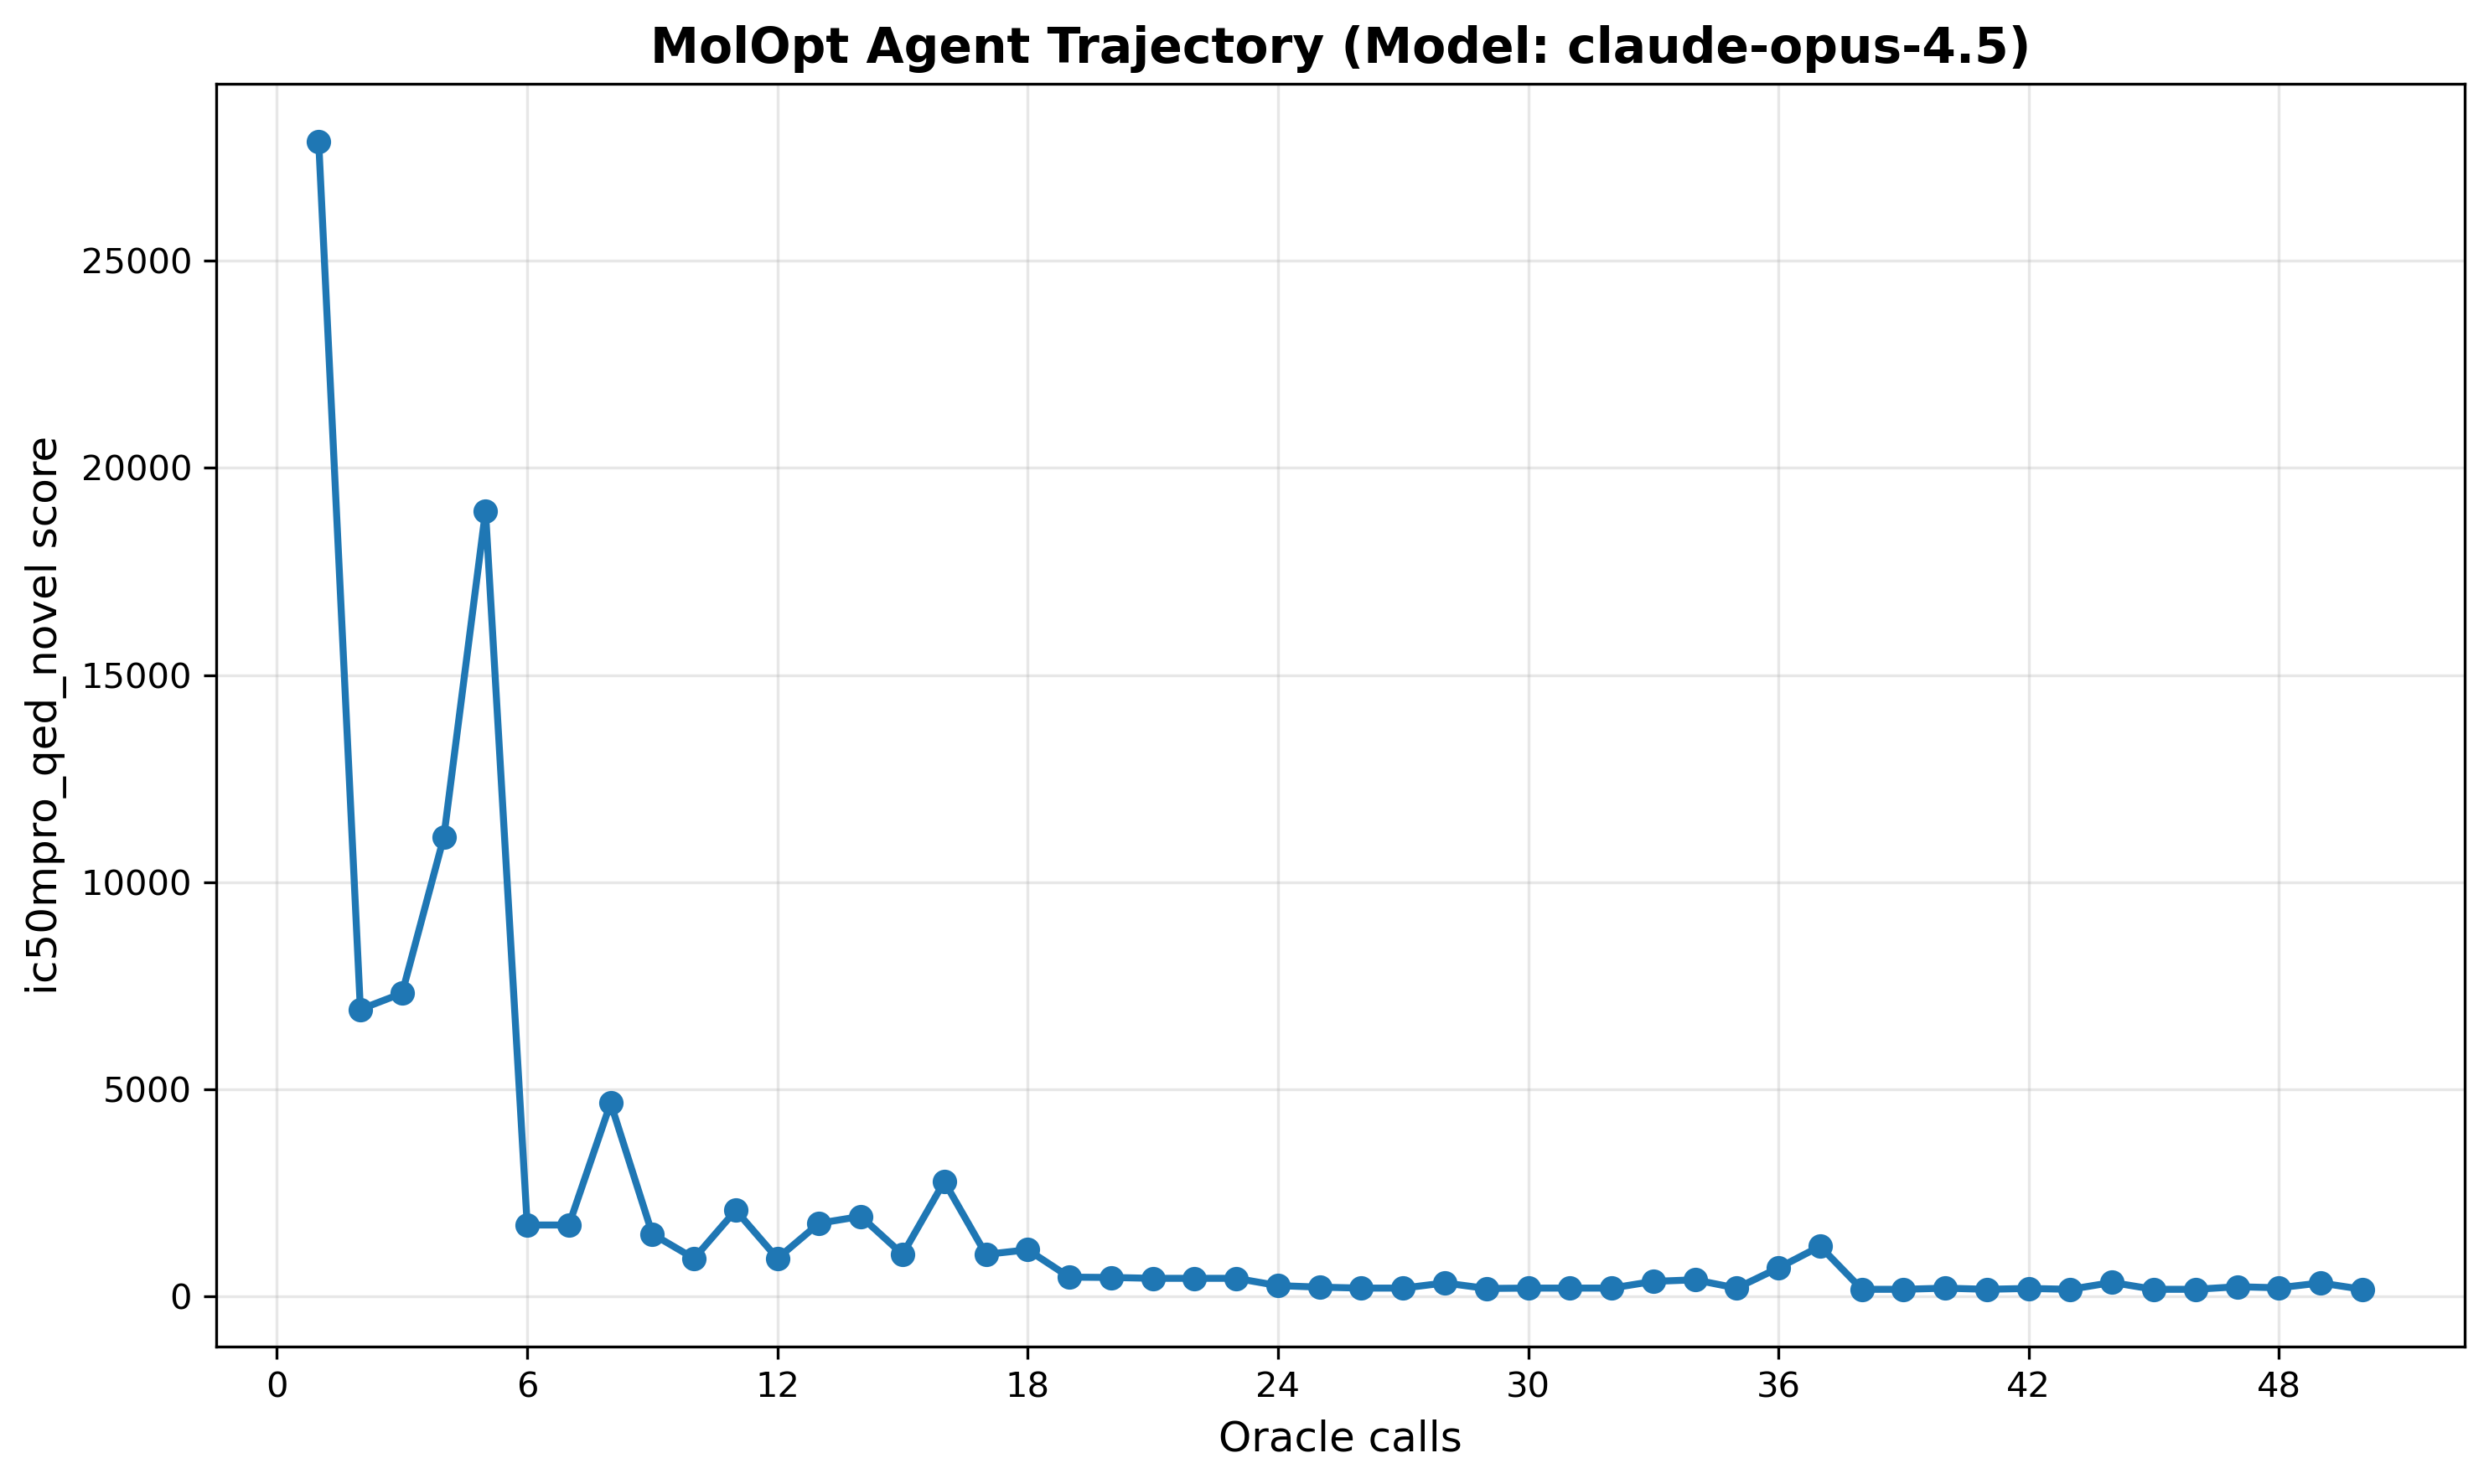 MolOpt Agent Trajectory (Model: claude-opus-4.5)
ic50mpro_qed_novel score
25000
20000
15000
10000
5000
0
0 6 12 18 24 30 36 42 48
Oracle calls